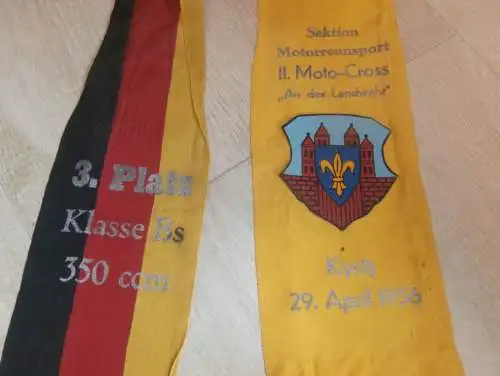 3. Platz
Klasse Bs
350 ccm
Sektion
Motorrennsport
II. Moto-Cross
„An der Landwehr"
Kyritz
29. April 1956